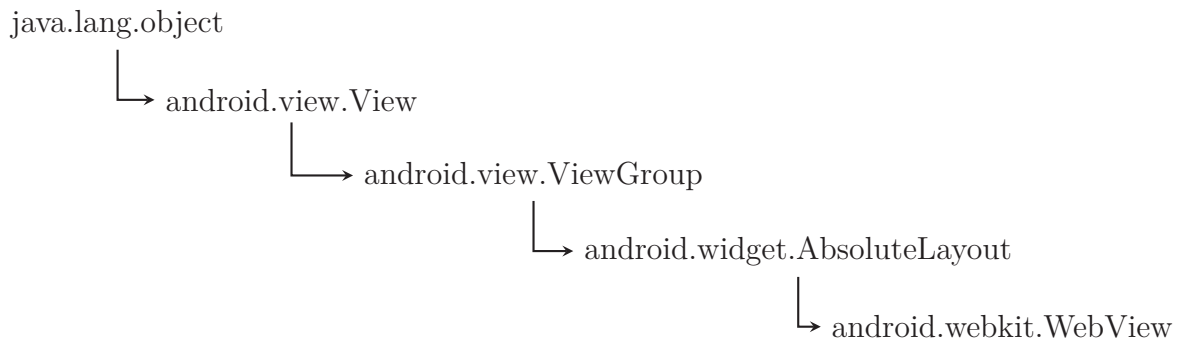 java.lang.object
android.view.View
android.view.ViewGroup
android.widget.AbsoluteLayout
android.webkit.WebView